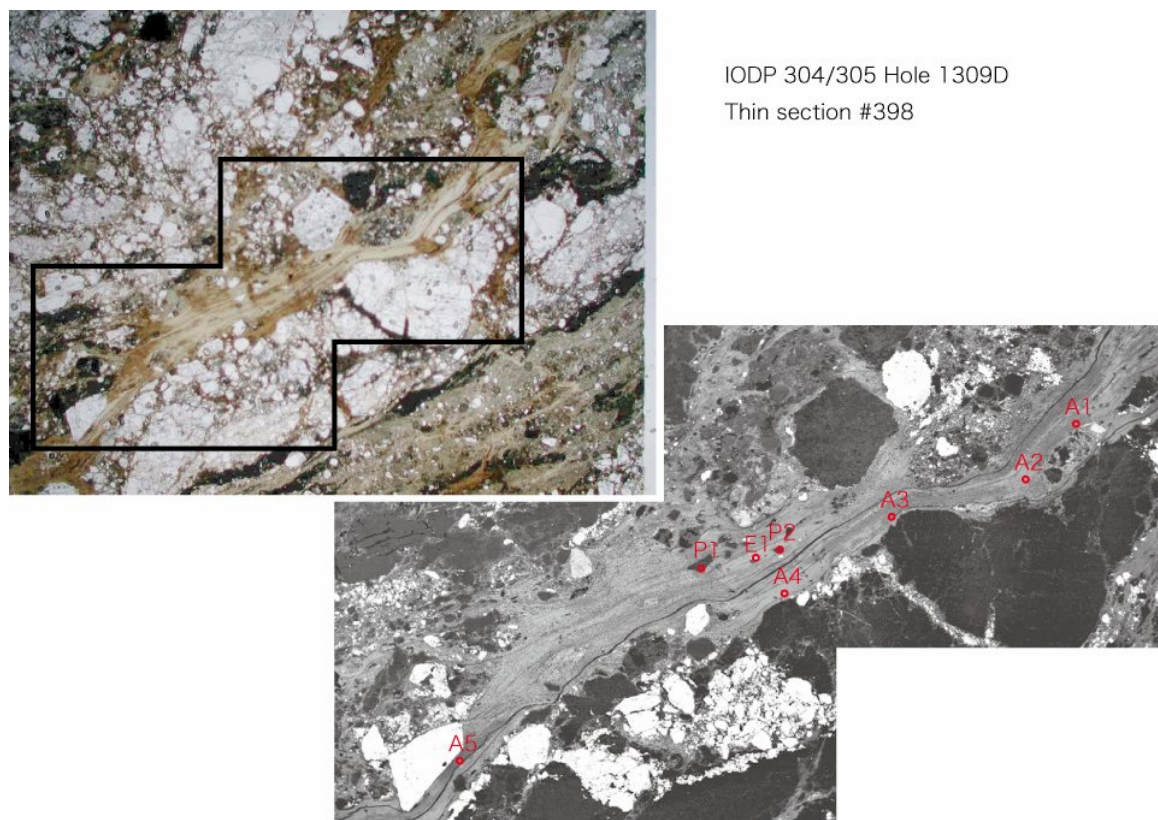 IODP 304/305 Hole 1309D
Thin section #398
A1
A2
A3
P2
E1
P1
A4
A5